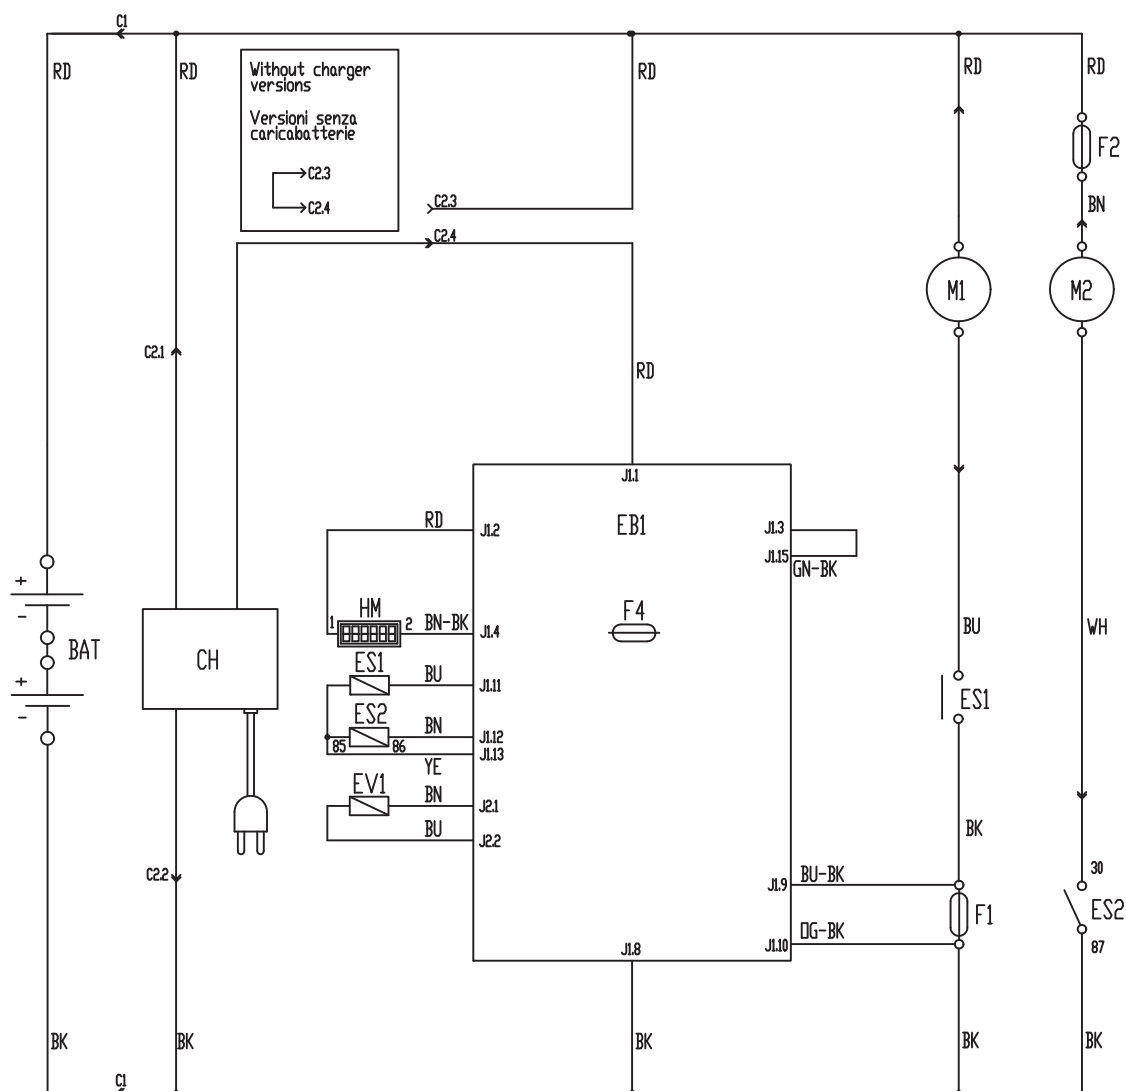 C1
RD
RD
Without charger
versions
Versioni senza
caricabatterie
C2.3
C2.4
RD
RD
RD
F2
BN
C2.3
C2.4
M1
M2
C2.1
RD
J1.1
RD
J1.2
EB1
J1.3
J1.15
GN-BK
HM
1
2
BN-BK
J1.4
F4
BU
WH
+
-
BAT
+
-
CH
ES1
BU
J1.11
ES1
ES2
BN
J1.12
85
86
J1.13
YE
EV1
BN
J2.1
BU
J2.2
BK
C2.2
J1.9
BU-BK
30
F1
ES2
OG-BK
J1.10
J1.8
87
BK
BK
BK
BK
BK
C1